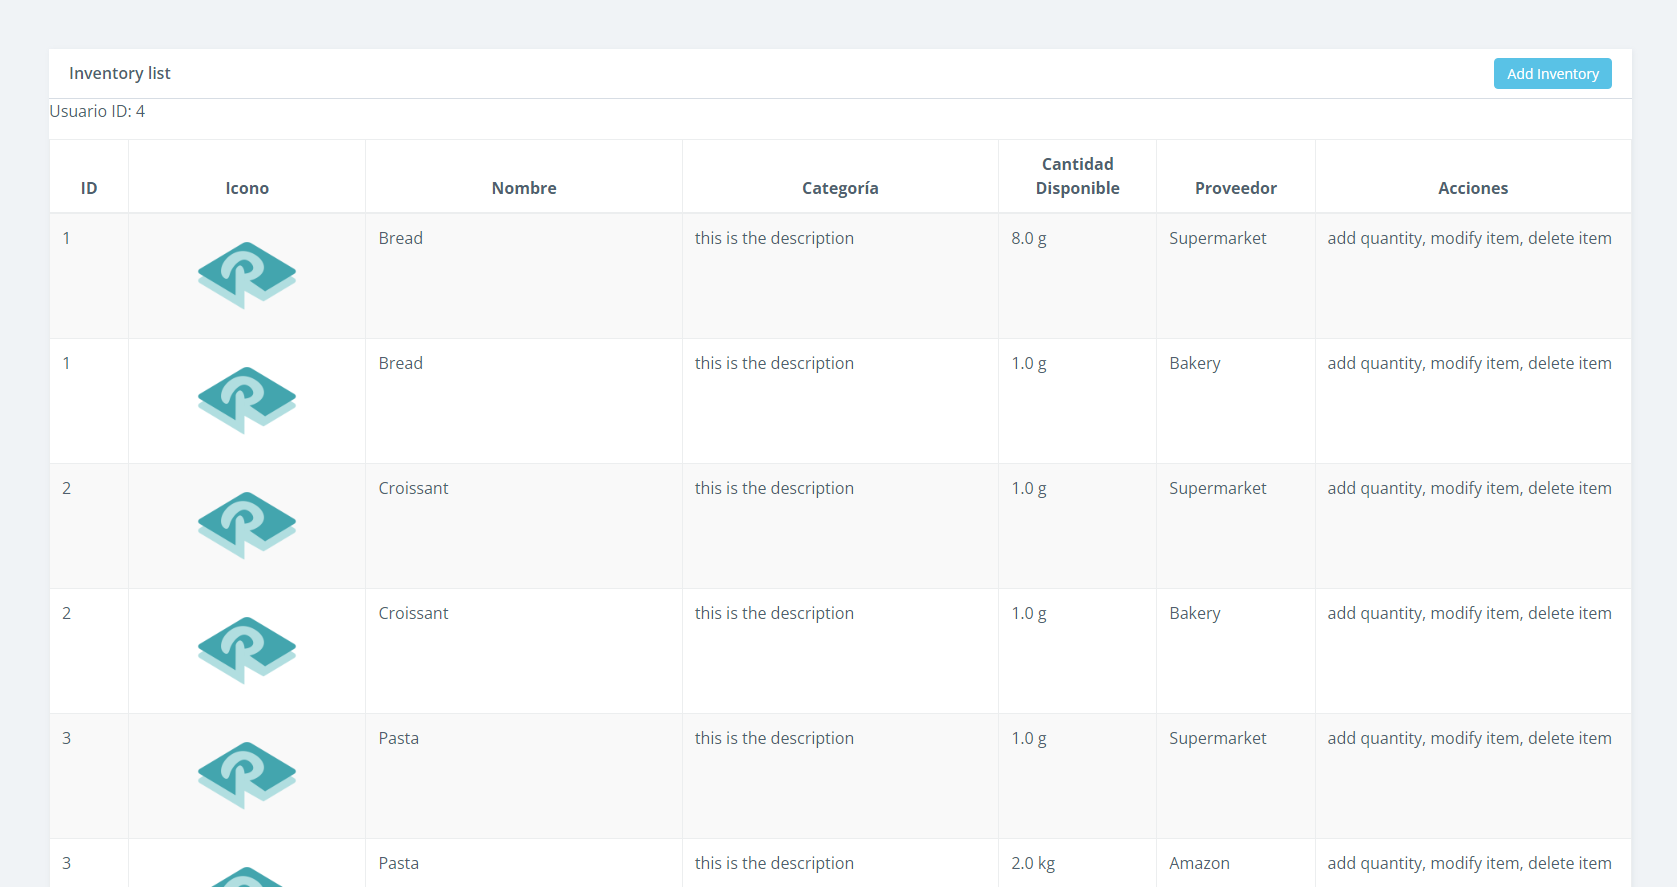 Inventory list
Add Inventory
Usuario ID: 4
ID Icono Nombre Categoría Cantidad Disponible Proveedor Acciones
1 Bread this is the description 8.0 g Supermarket add quantity, modify item, delete item
1 Bread this is the description 1.0 g Bakery add quantity, modify item, delete item
2 Croissant this is the description 1.0 g Supermarket add quantity, modify item, delete item
2 Croissant this is the description 1.0 g Bakery add quantity, modify item, delete item
3 Pasta this is the description 1.0 g Supermarket add quantity, modify item, delete item
3 Pasta this is the description 2.0 kg Amazon add quantity, modify item, delete item